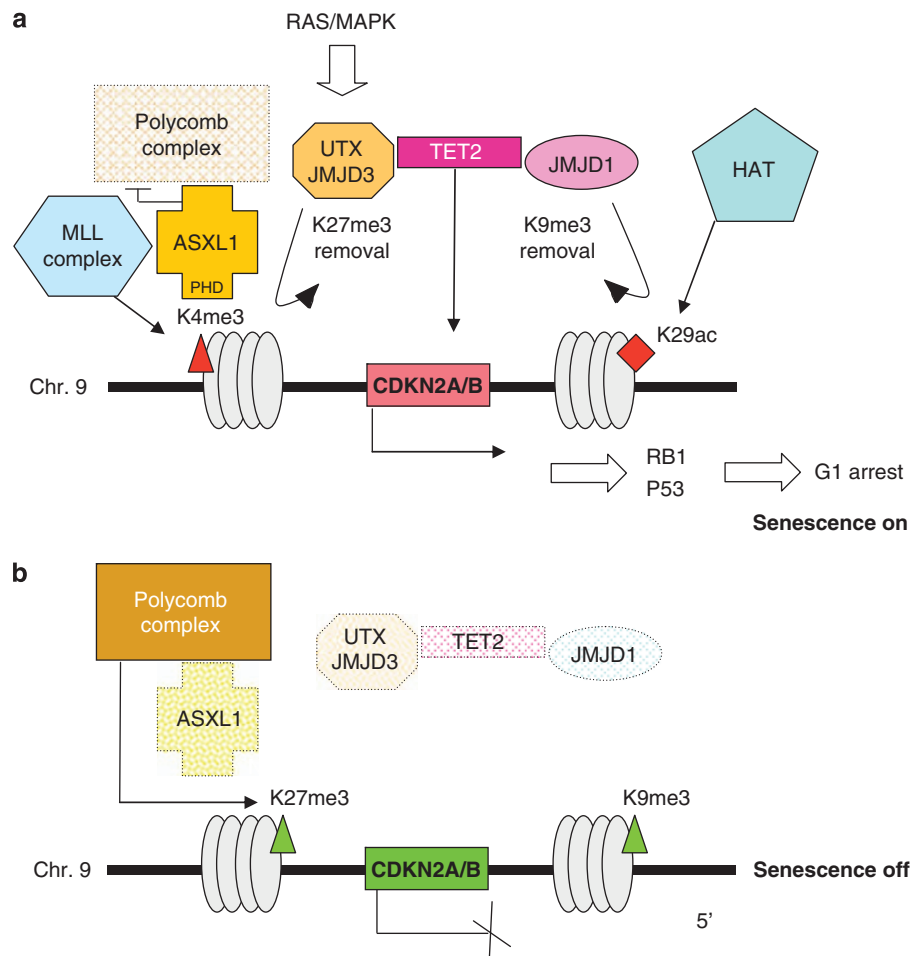 a
RAS/MAPK
Polycomb
complex
UTX
JMJD3
TET2
JMJD1
HAT
MLL
complex
ASXL1
PHD
K27me3
removal
K9me3
removal
K4me3
K29ac
Chr. 9
CDKN2A/B
RB1
P53
G1 arrest
Senescence on
b
Polycomb
complex
UTX
JMJD3
TET2
JMJD1
ASXL1
K27me3
K9me3
Chr. 9
CDKN2A/B
Senescence off
5'